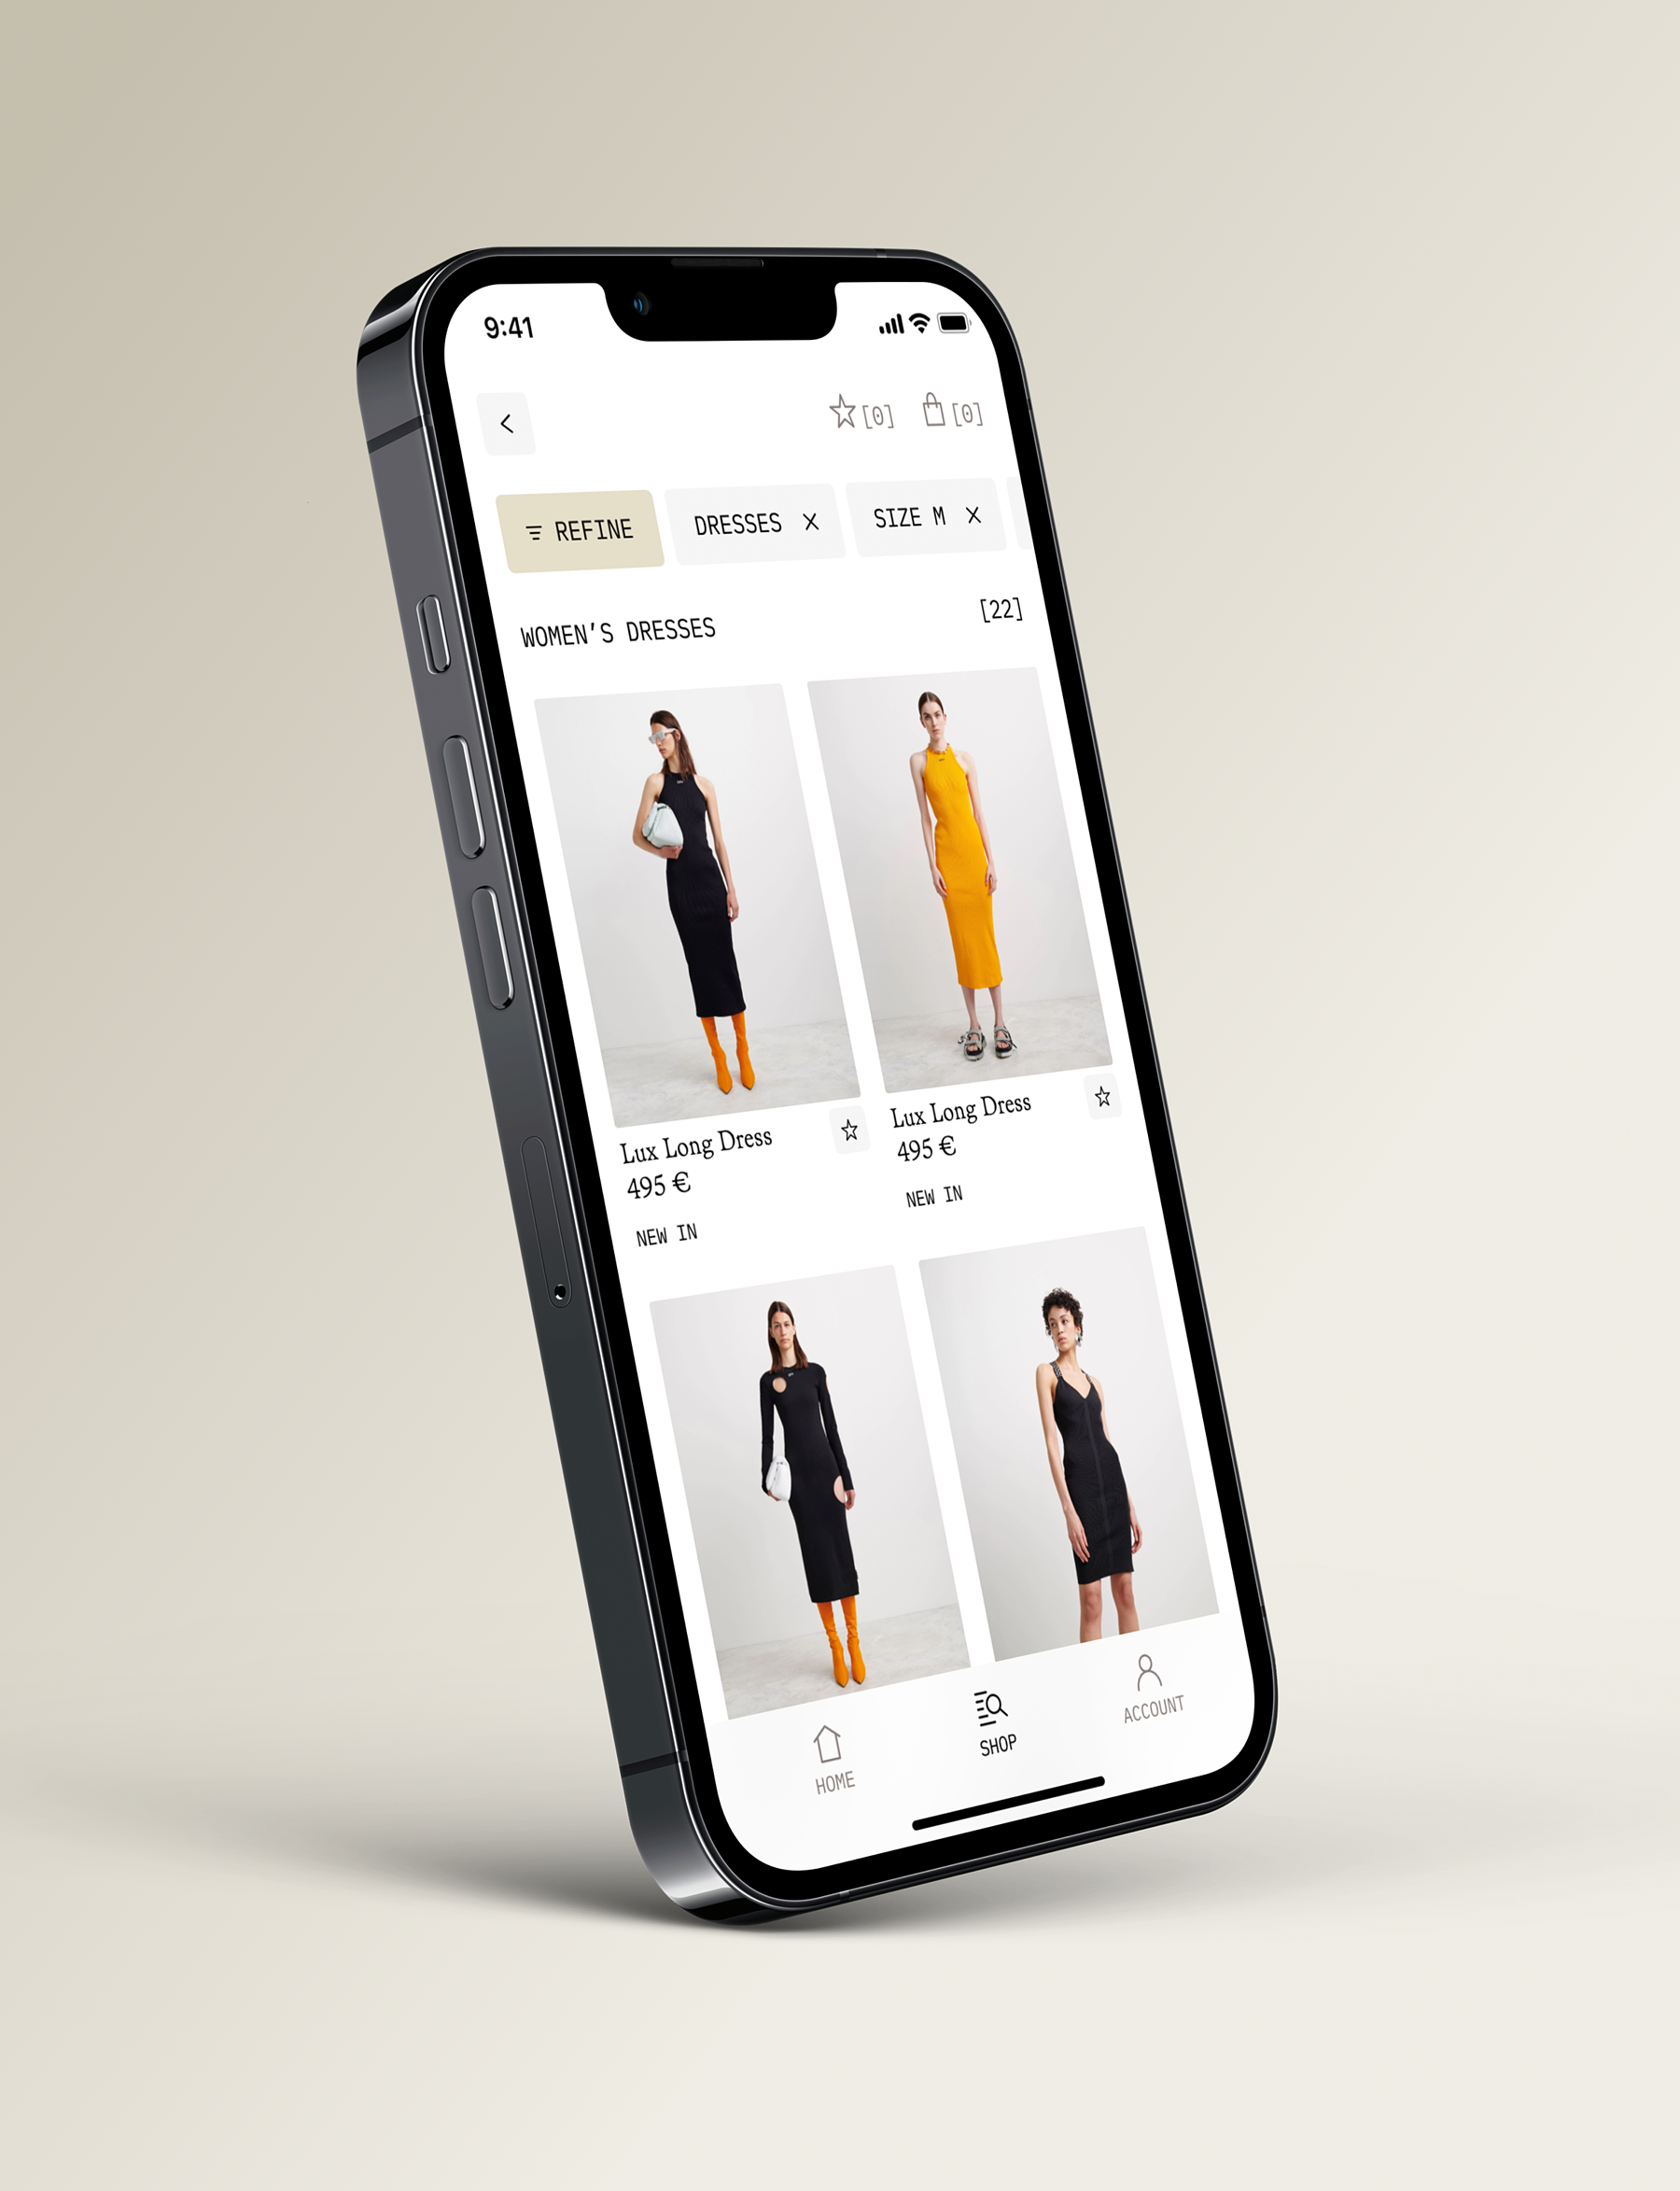 9:41
[0] [0]
REFINE DRESSES X SIZE M X
WOMEN'S DRESSES [22]
Lux Long Dress
495 €
NEW IN
Lux Long Dress
495 €
NEW IN
HOME SHOP ACCOUNT